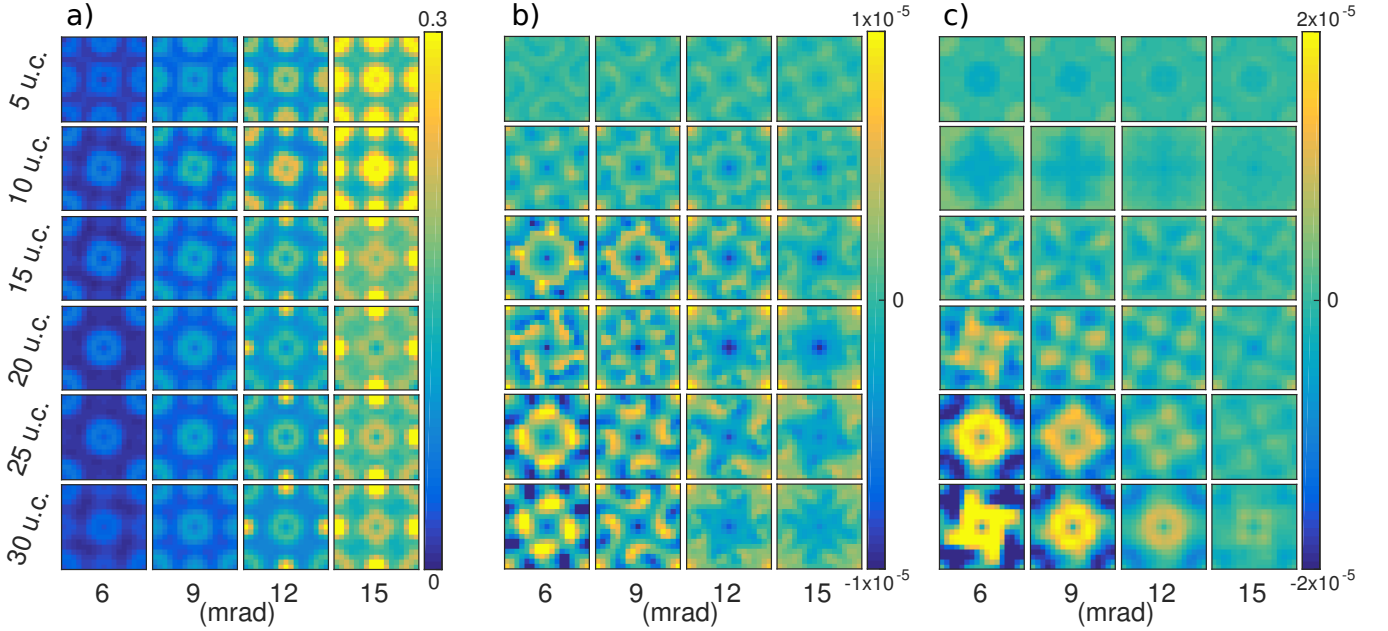 a) 0.3 b) 1x10-5 c) 2x10-5
5 u.c.
10 u.c.
15 u.c.
20 u.c.
25 u.c.
30 u.c.
0 0
0 -1x10-5 -2x10-5
6 9 12 15 6 9 12 15 6 9 12 15
(mrad) (mrad) (mrad)